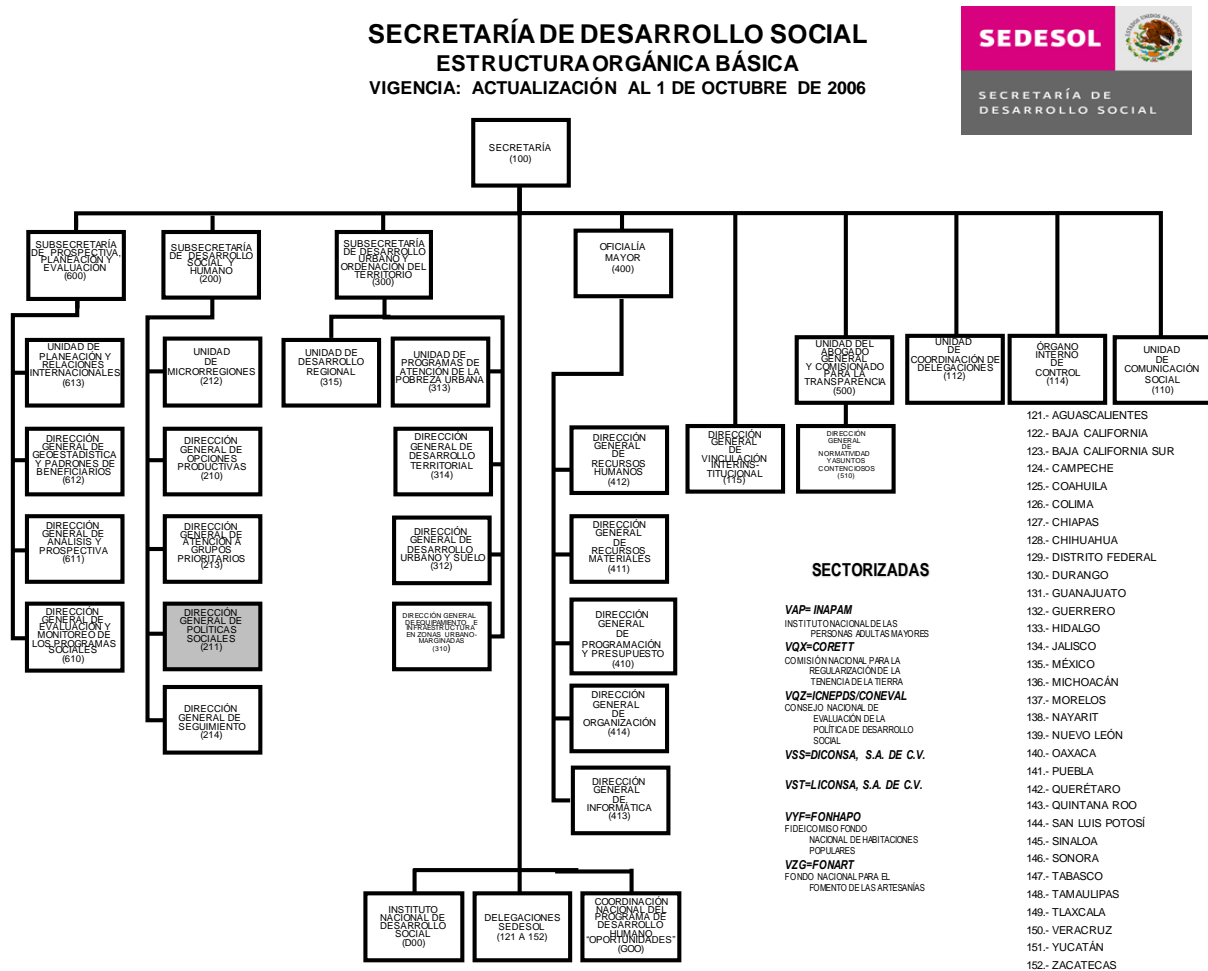 SECRETARÍA DE DESARROLLO SOCIAL
ESTRUCTURA ORGÁNICA BÁSICA
VIGENCIA: ACTUALIZACIÓN AL 1 DE OCTUBRE DE 2006
SEDESOL
ESTADOS UNIDOS MEXICANOS
SECRETARÍA DE
DESARROLLO SOCIAL
SECRETARÍA
(100)
SUBSECRETARÍA
DE PROSPECTIVA,
PLANEACIÓN Y
EVALUACIÓN
(600)
SUBSECRETARÍA
DE DESARROLLO
SOCIAL Y
HUMANO
(200)
SUBSECRETARÍA
DE DESARROLLO
URBANO Y
ORDENACIÓN DEL
TERRITORIO
(300)
OFICIALÍA
MAYOR
(400)
UNIDAD DE
PLANEACIÓN Y
RELACIONES
INTERNACIONALES
(613)
UNIDAD
DE
MICRORREGIONES
(212)
UNIDAD DE
DESARROLLO
REGIONAL
(315)
UNIDAD DE
PROGRAMAS DE
ATENCIÓN DE LA
POBREZA URBANA
(313)
UNIDAD DEL
ABOGADO
GENERAL
Y COMISIONADO
PARA LA
TRANSPARENCIA
(500)
UNIDAD
DE
COORDINACIÓN DE
DELEGACIONES
(112)
ÓRGANO
INTERNO
DE
CONTROL
(114)
UNIDAD
DE
COMUNICACIÓN
SOCIAL
(110)
DIRECCIÓN
GENERAL DE
GEOESTADÍSTICA
Y PADRONES DE
BENEFICIARIOS
(612)
DIRECCIÓN
GENERAL DE
OPCIONES
PRODUCTIVAS
(210)
DIRECCIÓN
GENERAL DE
DESARROLLO
TERRITORIAL
(314)
DIRECCIÓN
GENERAL
DE
RECURSOS
HUMANOS
(412)
DIRECCIÓN
GENERAL
DE
VINCULACIÓN
INTERINS-
TITUCIONAL
(115)
DIRECCIÓN
GENERAL
DE
NORMATIVIDAD
Y ASUNTOS
CONTENCIOSOS
(510)
DIRECCIÓN
GENERAL DE
ANÁLISIS Y
PROSPECTIVA
(611)
DIRECCIÓN
GENERAL DE
ATENCIÓN A
GRUPOS
PRIORITARIOS
(213)
DIRECCIÓN
GENERAL DE
DESARROLLO
URBANO Y SUELO
(312)
DIRECCIÓN
GENERAL
DE
RECURSOS
MATERIALES
(411)
DIRECCIÓN
GENERAL DE
EVALUACIÓN Y
MONITOREO DE
LOS PROGRAMAS
SOCIALES
(610)
DIRECCIÓN
GENERAL DE
POLÍTICAS
SOCIALES
(211)
DIRECCIÓN GENERAL
DE EQUIPAMIENTO E
INFRAESTRUCTURA
EN ZONAS URBANO-
MARGINADAS
(310)
DIRECCIÓN
GENERAL
DE
PROGRAMACIÓN
Y PRESUPUESTO
(410)
DIRECCIÓN
GENERAL DE
SEGUIMIENTO
(214)
DIRECCIÓN
GENERAL
DE
ORGANIZACIÓN
(414)
DIRECCIÓN
GENERAL
DE
INFORMÁTICA
(413)
INSTITUTO
NACIONAL DE
DESARROLLO
SOCIAL
(D00)
DELEGACIONES
SEDESOL
(121 A 152)
COORDINACIÓN
NACIONAL DEL
PROGRAMA DE
DESARROLLO
HUMANO
"OPORTUNIDADES"
(GOO)
SECTORIZADAS
VAP= INAPAM
INSTITUTO NACIONAL DE LAS
PERSONAS ADULTAS MAYORES
VQX=CORETT
COMISIÓN NACIONAL PARA LA
REGULARIZACIÓN DE LA
TENENCIA DE LA TIERRA
VQZ=ICNEPDS/CONEVAL
CONSEJO NACIONAL DE
EVALUACIÓN DE LA
POLÍTICA DE DESARROLLO
SOCIAL
VSS=DICONSA, S.A. DE C.V.
VST=LICONSA, S.A. DE C.V.
VYF=FONHAPO
FIDEICOMISO FONDO
NACIONAL DE HABITACIONES
POPULARES
VZG=FONART
FONDO NACIONAL PARA EL
FOMENTO DE LAS ARTESANÍAS
121.- AGUASCALIENTES
122.- BAJA CALIFORNIA
123.- BAJA CALIFORNIA SUR
124.- CAMPECHE
125.- COAHUILA
126.- COLIMA
127.- CHIAPAS
128.- CHIHUAHUA
129.- DISTRITO FEDERAL
130.- DURANGO
131.- GUANAJUATO
132.- GUERRERO
133.- HIDALGO
134.- JALISCO
135.- MÉXICO
136.- MICHOACÁN
137.- MORELOS
138.- NAYARIT
139.- NUEVO LEÓN
140.- OAXACA
141.- PUEBLA
142.- QUERÉTARO
143.- QUINTANA ROO
144.- SAN LUIS POTOSÍ
145.- SINALOA
146.- SONORA
147.- TABASCO
148.- TAMAULIPAS
149.- TLAXCALA
150.- VERACRUZ
151.- YUCATÁN
152.- ZACATECAS